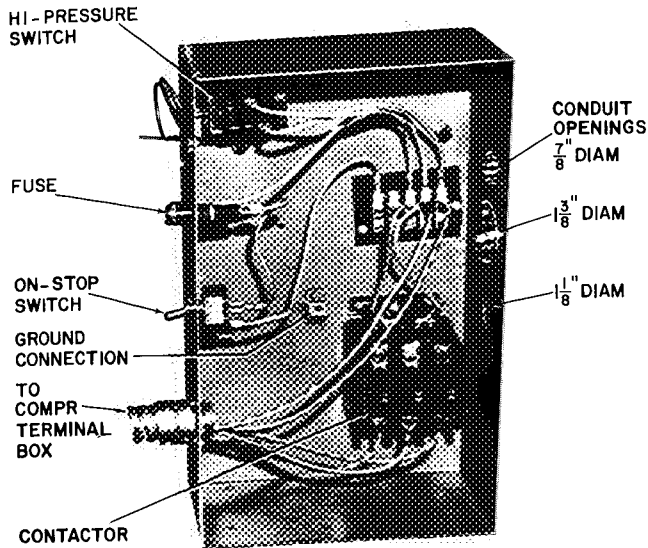 HI-PRESSURE
SWITCH
FUSE
ON-STOP
SWITCH
GROUND
CONNECTION
TO
COMPR
TERMINAL
BOX
CONTACTOR
CONDUIT
OPENINGS
7/8" DIAM
1 3/8" DIAM
1 1/8" DIAM